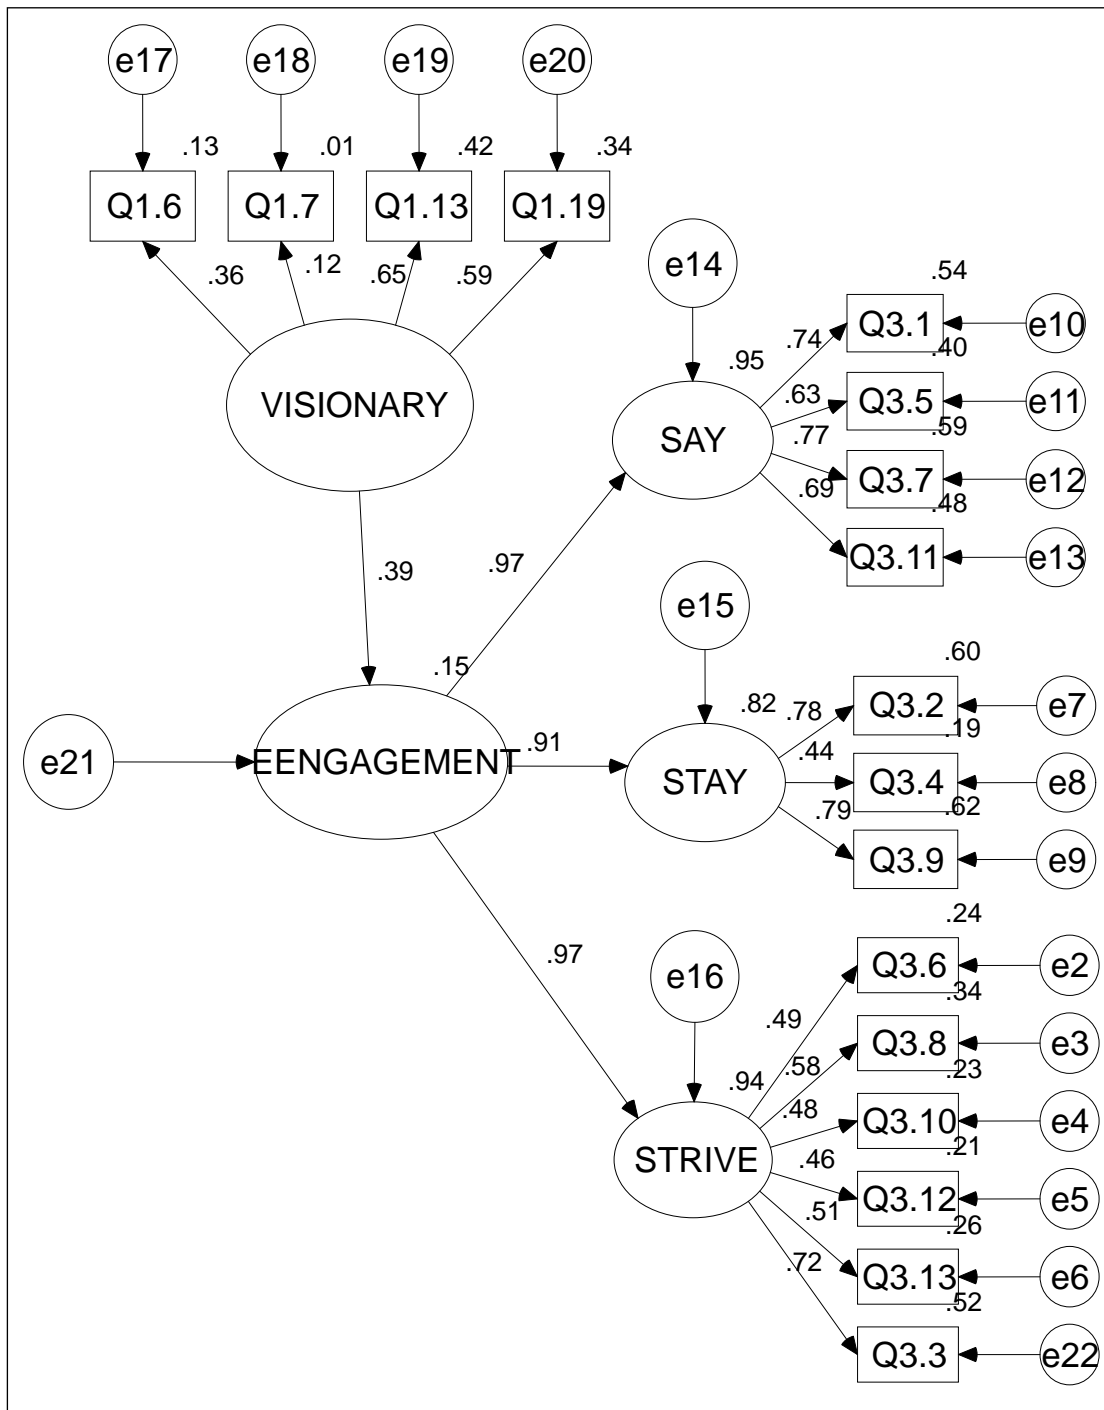 e17 e18 e19 e20
.13 .01 .42 .34
Q1.6 Q1.7 Q1.13 Q1.19
.36 .12 .65 .59
VISIONARY
.39
e14
.54
.95 .74 Q3.1 e10
.40
.63 Q3.5 e11
SAY .77 .59
.69 Q3.7 e12
.48
Q3.11 e13
.97
e15
.60
.15
.82 .78 Q3.2 e7
.19
e21 EENGAGEMENT .91 STAY .44 Q3.4 e8
.62
.79 Q3.9 e9
.97
e16
.24
.49 Q3.6 e2
.34
.94 .58 Q3.8 e3
.23
.48 Q3.10 e4
.21
STRIVE .46 Q3.12 e5
.26
.51 Q3.13 e6
.52
.72 Q3.3 e22